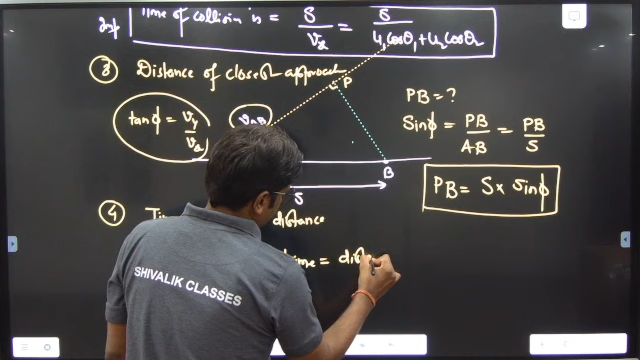 Time of collision is = S/Vx = S/(u₁cosθ₁+u₂cosθ₂)
③ Distance of closest approach
P
tanφ = Vy/Vx
VAB
PB = ?
Sinφ = PB/AB = PB/S
B
S
PB = S × Sinφ
④ distance
time =
SHIVALIK CLASSES